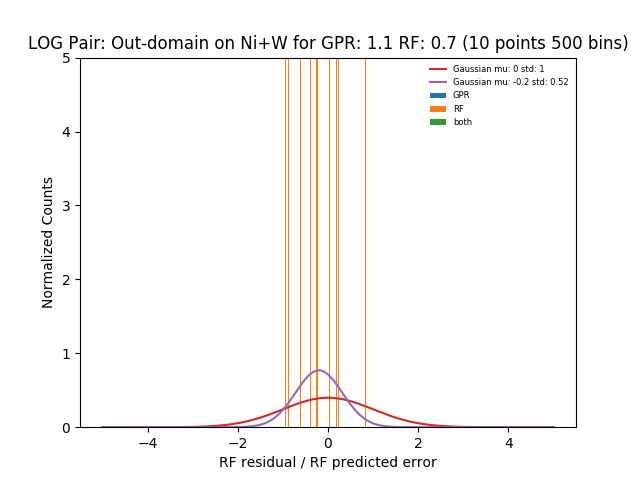 LOG Pair: Out-domain on Ni+W for GPR: 1.1 RF: 0.7 (10 points 500 bins)
Gaussian mu: 0 std: 1
Gaussian mu: -0.2 std: 0.52
GPR
RF
both
Normalized Counts
5
4
3
2
1
0
−4
−2
0
2
4
RF residual / RF predicted error